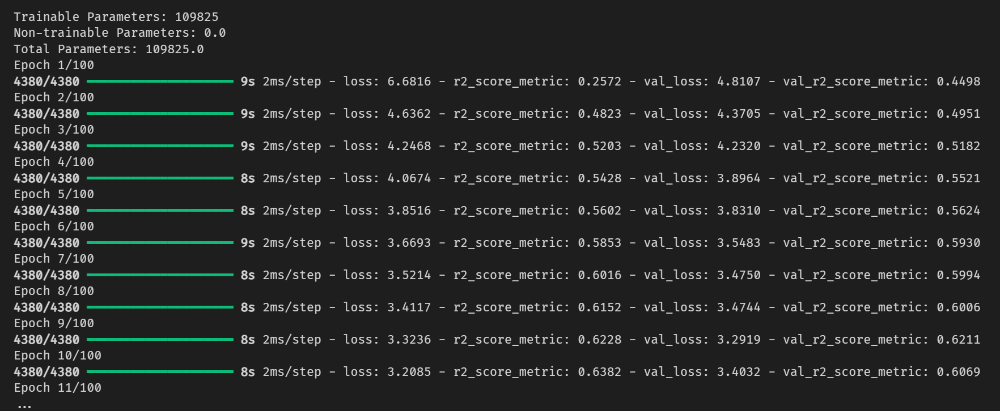 Trainable Parameters: 109825
Non-trainable Parameters: 0.0
Total Parameters: 109825.0
Epoch 1/100
4380/4380 ━━━━━━━━━━━━━━━━━━━━ 9s 2ms/step - loss: 6.6816 - r2_score_metric: 0.2572 - val_loss: 4.8107 - val_r2_score_metric: 0.4498
Epoch 2/100
4380/4380 ━━━━━━━━━━━━━━━━━━━━ 9s 2ms/step - loss: 4.6362 - r2_score_metric: 0.4823 - val_loss: 4.3705 - val_r2_score_metric: 0.4951
Epoch 3/100
4380/4380 ━━━━━━━━━━━━━━━━━━━━ 9s 2ms/step - loss: 4.2468 - r2_score_metric: 0.5203 - val_loss: 4.2320 - val_r2_score_metric: 0.5182
Epoch 4/100
4380/4380 ━━━━━━━━━━━━━━━━━━━━ 8s 2ms/step - loss: 4.0674 - r2_score_metric: 0.5428 - val_loss: 3.8964 - val_r2_score_metric: 0.5521
Epoch 5/100
4380/4380 ━━━━━━━━━━━━━━━━━━━━ 8s 2ms/step - loss: 3.8516 - r2_score_metric: 0.5602 - val_loss: 3.8310 - val_r2_score_metric: 0.5624
Epoch 6/100
4380/4380 ━━━━━━━━━━━━━━━━━━━━ 9s 2ms/step - loss: 3.6693 - r2_score_metric: 0.5853 - val_loss: 3.5483 - val_r2_score_metric: 0.5930
Epoch 7/100
4380/4380 ━━━━━━━━━━━━━━━━━━━━ 8s 2ms/step - loss: 3.5214 - r2_score_metric: 0.6016 - val_loss: 3.4750 - val_r2_score_metric: 0.5994
Epoch 8/100
4380/4380 ━━━━━━━━━━━━━━━━━━━━ 8s 2ms/step - loss: 3.4117 - r2_score_metric: 0.6152 - val_loss: 3.4744 - val_r2_score_metric: 0.6006
Epoch 9/100
4380/4380 ━━━━━━━━━━━━━━━━━━━━ 8s 2ms/step - loss: 3.3236 - r2_score_metric: 0.6228 - val_loss: 3.2919 - val_r2_score_metric: 0.6211
Epoch 10/100
4380/4380 ━━━━━━━━━━━━━━━━━━━━ 8s 2ms/step - loss: 3.2085 - r2_score_metric: 0.6382 - val_loss: 3.4032 - val_r2_score_metric: 0.6069
Epoch 11/100
...